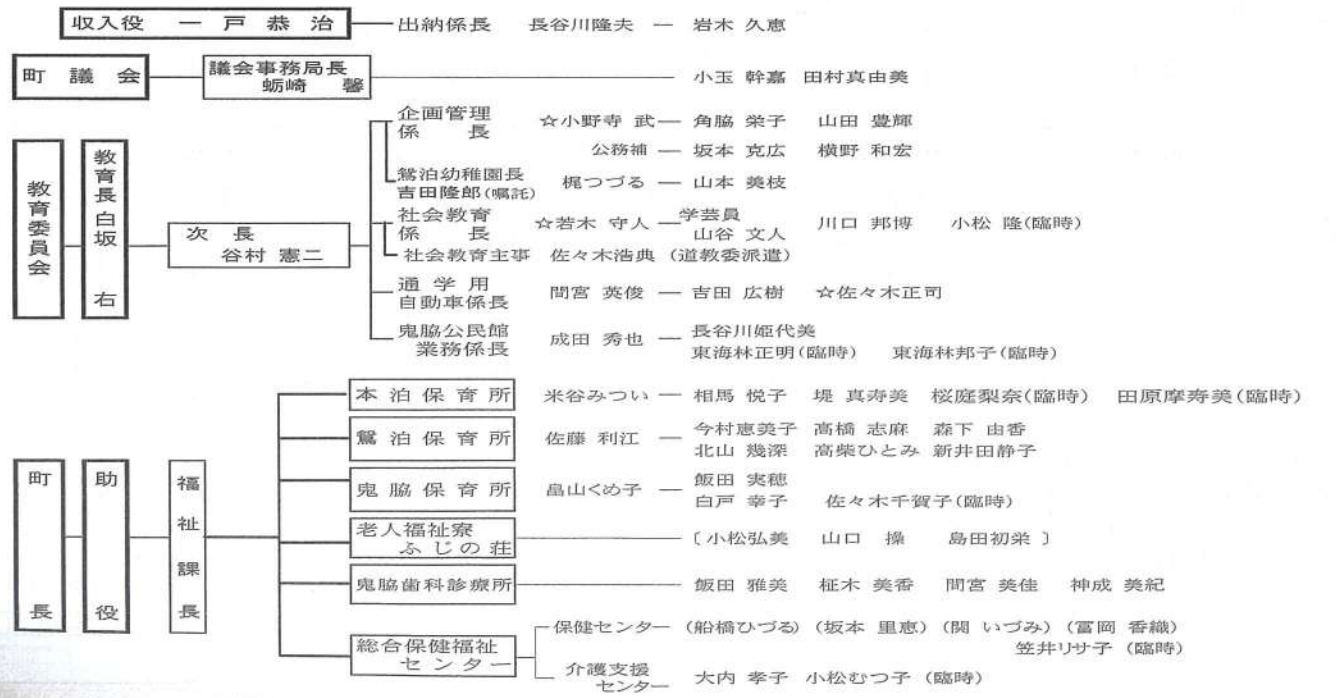 収入役 一戸恭治 出納係長 長谷川隆夫 岩木 久恵
町議会 議会事務局長 蛎崎 馨 小玉 幹嘉 田村真由美
教育委員会
教育長 白坂 右
次長 谷村 憲二
企画管理係長 ☆小野寺 武 角脇 栄子 山田 豊輝
公務補 坂本 克広 横野 和宏
鴛泊幼稚園長 吉田隆郎(嘱託) 梶つづる 山本 美枝
社会教育係長 ☆若木 守人 学芸員 山谷 文人 川口 邦博 小松 隆(臨時)
社会教育主事 佐々木浩典 (道教委派遣)
通学用自動車係長 間宮 英俊 吉田 広樹 ☆佐々木正司
鬼脇公民館業務係長 成田 秀也 長谷川姫代美
東海林正明(臨時) 東海林邦子(臨時)
町長
助役
福祉課長
本泊保育所 米谷みつい 相馬 悦子 堤 真寿美 桜庭梨奈(臨時) 田原摩寿美(臨時)
鴛泊保育所 佐藤 利江 今村恵美子 高橋 志麻 森下 由香
北山 幾深 高柴ひとみ 新井田静子
鬼脇保育所 畠山くめ子 飯田 実穂
白戸 幸子 佐々木千賀子(臨時)
老人福祉寮 ふじの荘 〔小松弘美 山口 操 島田初栄〕
鬼脇歯科診療所 飯田 雅美 柾木 美香 間宮 美佳 神成 美紀
総合保健福祉センター
保健センター (船橋ひづる) (坂本 里恵) (関 いづみ) (冨岡 香織)
笠井リサ子 (臨時)
介護支援センター 大内 孝子 小松むつ子 (臨時)